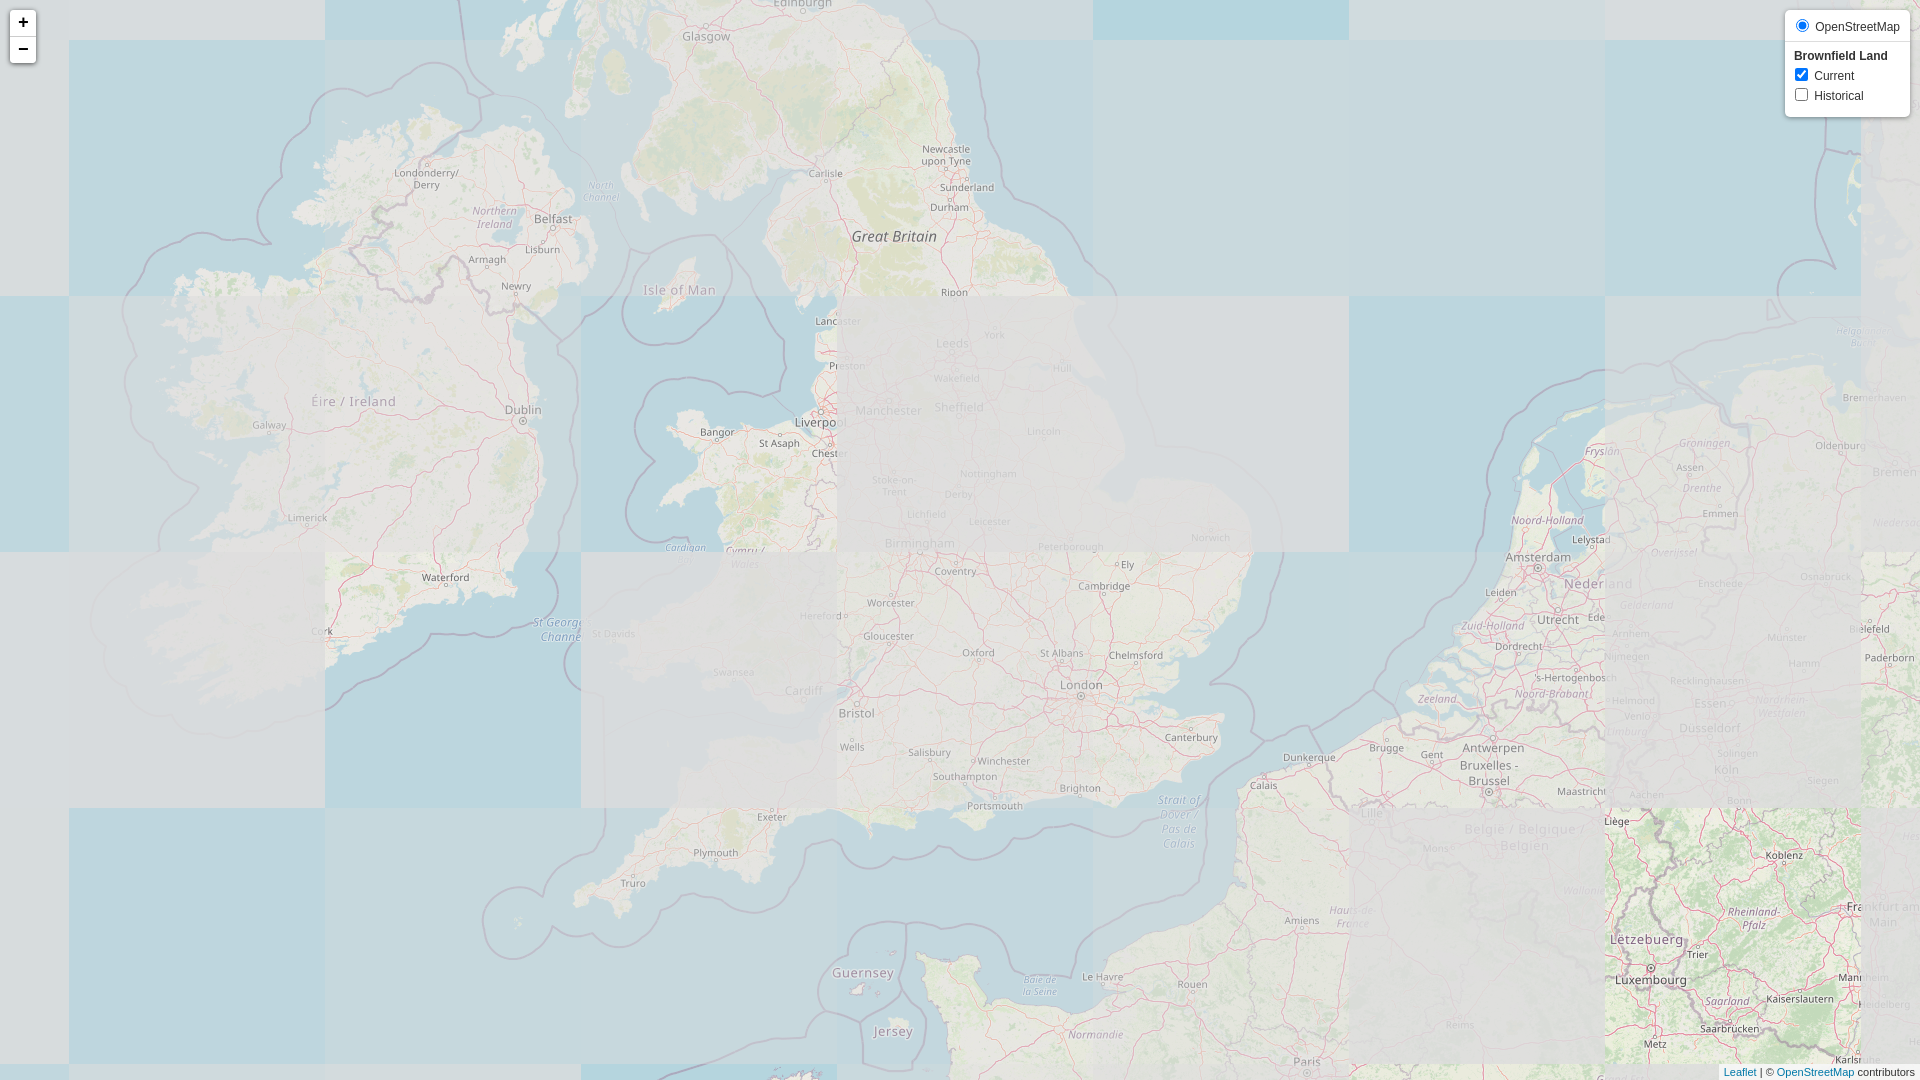 +
−
OpenStreetMap
Brownfield Land
Current
Historical
Edinburgh
Glasgow
Newcastle
upon Tyne
Londonderry/
Derry
Carlisle
Sunderland
North
Channel
Durham
Northern
Ireland
Belfast
Great Britain
Lisburn
Armagh
Newry
Isle of Man
Ripon
Lancaster
York
Leeds
Preston
Hull
Wakefield
Éire / Ireland
Dublin
Manchester
Sheffield
Bremerhaven
Galway
Liverpool
Bangor
Lincoln
St Asaph
Groningen
Oldenburg
Chester
Fryslân
Assen
Bremen
Nottingham
Stoke-on-
Trent
Derby
Drenthe
Limerick
Lichfield
Leicester
Noord-Holland
Emmen
Norwich
Lelystad
Birmingham
Peterborough
Cardigan
Cymru /
Wales
Overijssel
Amsterdam
Ely
Coventry
Waterford
Cambridge
Nederland
Enschede
Osnabrück
Leiden
Worcester
Gelderland
Hereford
Utrecht
Ede
St George
Channel
Zuid-Holland
Bielefeld
Cork
St Davids
Gloucester
Arnhem
Münster
Dordrecht
Oxford
St Albans
Chelmsford
Nijmegen
Paderborn
Hamm
Swansea
's-Hertogenbosch
Recklinghausen
London
Cardiff
Noord-Brabant
Zeeland
Helmond
Essen
Nordrhein-
Westfalen
Bristol
Venlo
Düsseldorf
Canterbury
Wells
Salisbury
Brugge
Gent
Antwerpen
Dunkerque
Winchester
Bruxelles -
Brussel
Solingen
Köln
Southampton
Calais
Brighton
Maastricht
Aachen
Siegen
Portsmouth
Bonn
Strait of
Dover /
Pas de
Calais
Exeter
Lille
Liège
België / Belgique /
Belgien
Mons
Plymouth
Koblenz
Truro
Hauts-de-
France
Wallonie
Rheinland-
Pfalz
Frankfurt am
Main
Amiens
Lëtzebuerg
Trier
Guernsey
Le Havre
Baie de
la Seine
Rouen
Luxembourg
Mannheim
Kaiserslautern
Saarland
Heidelberg
Jersey
Normandie
Reims
Saarbrücken
Metz
Paris
Karlsruhe
Leaflet | © OpenStreetMap contributors